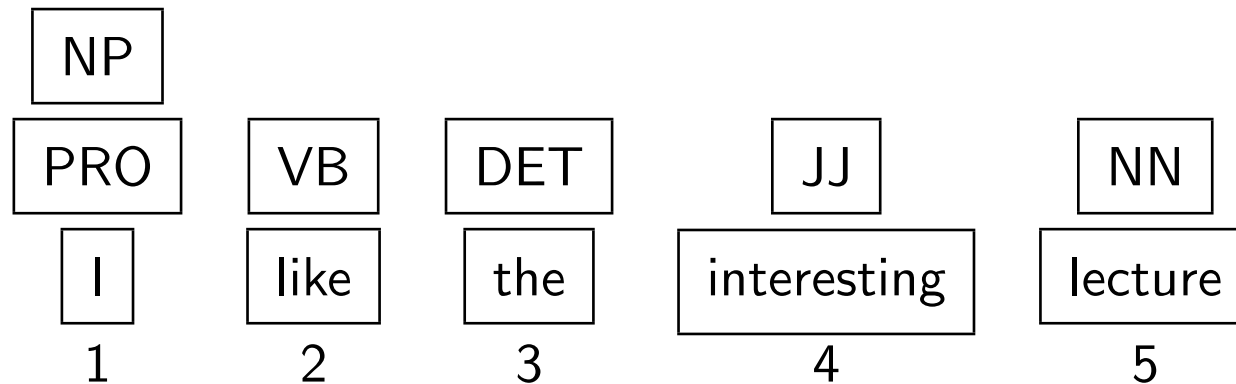 NP
PRO VB DET JJ NN
I like the interesting lecture
1 2 3 4 5